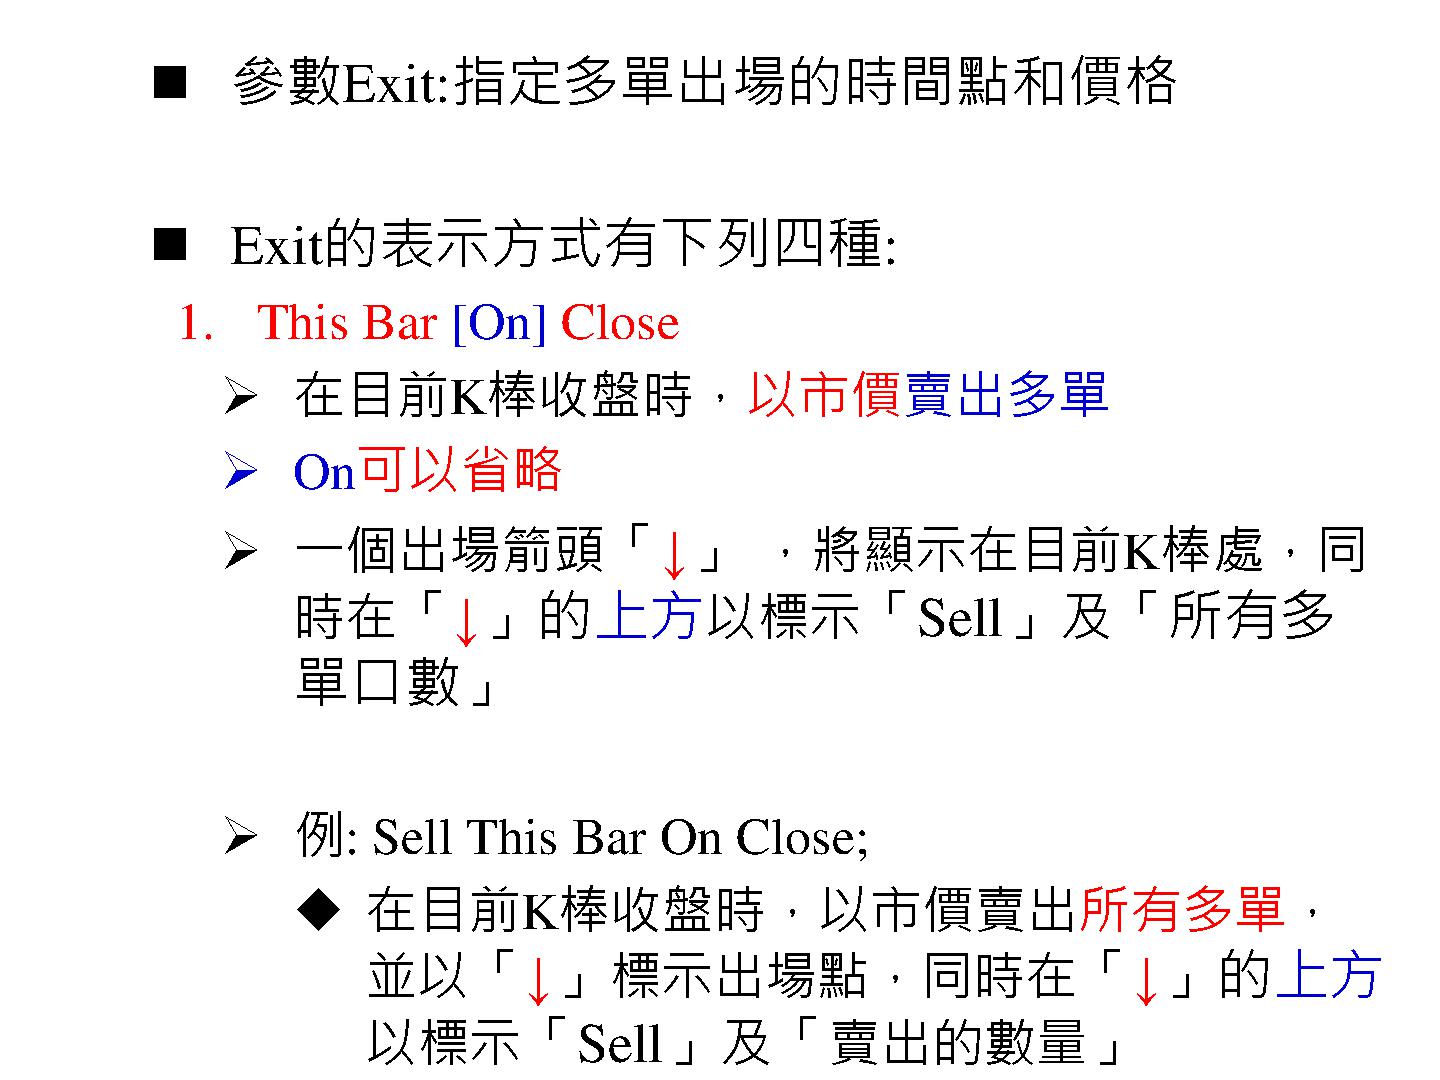 ■ 參數Exit:指定多單出場的時間點和價格
■ Exit的表示方式有下列四種:
1. This Bar [On] Close
➢ 在目前K棒收盤時，以市價賣出多單
➢ On可以省略
➢ 一個出場箭頭「↓」，將顯示在目前K棒處，同
時在「↓」的上方以標示「Sell」及「所有多
單口數」
➢ 例: Sell This Bar On Close;
◆ 在目前K棒收盤時，以市價賣出所有多單，
並以「↓」標示出場點，同時在「↓」的上方
以標示「Sell」及「賣出的數量」